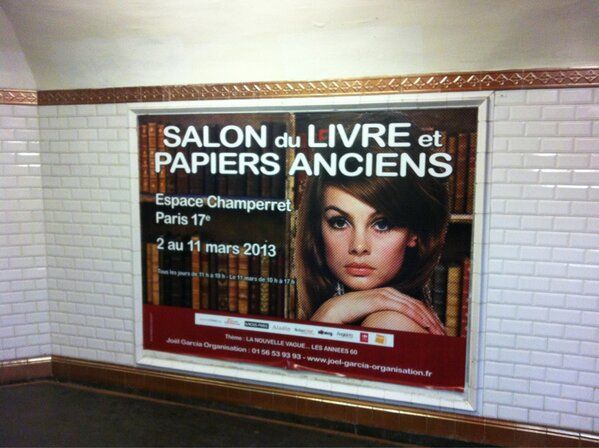 SALON du LIVRE et
PAPIERS ANCIENS
Espace Champerret
Paris 17e
2 au 11 mars 2013
Tous les jours de 11 h à 19 h - Le 11 mars de 10 h à 17 h
Thème : LA NOUVELLE VAGUE... LES ANNEES 60
Joël Garcia Organisation : 01 56 53 93 93 - www.joel-garcia-organisation.fr